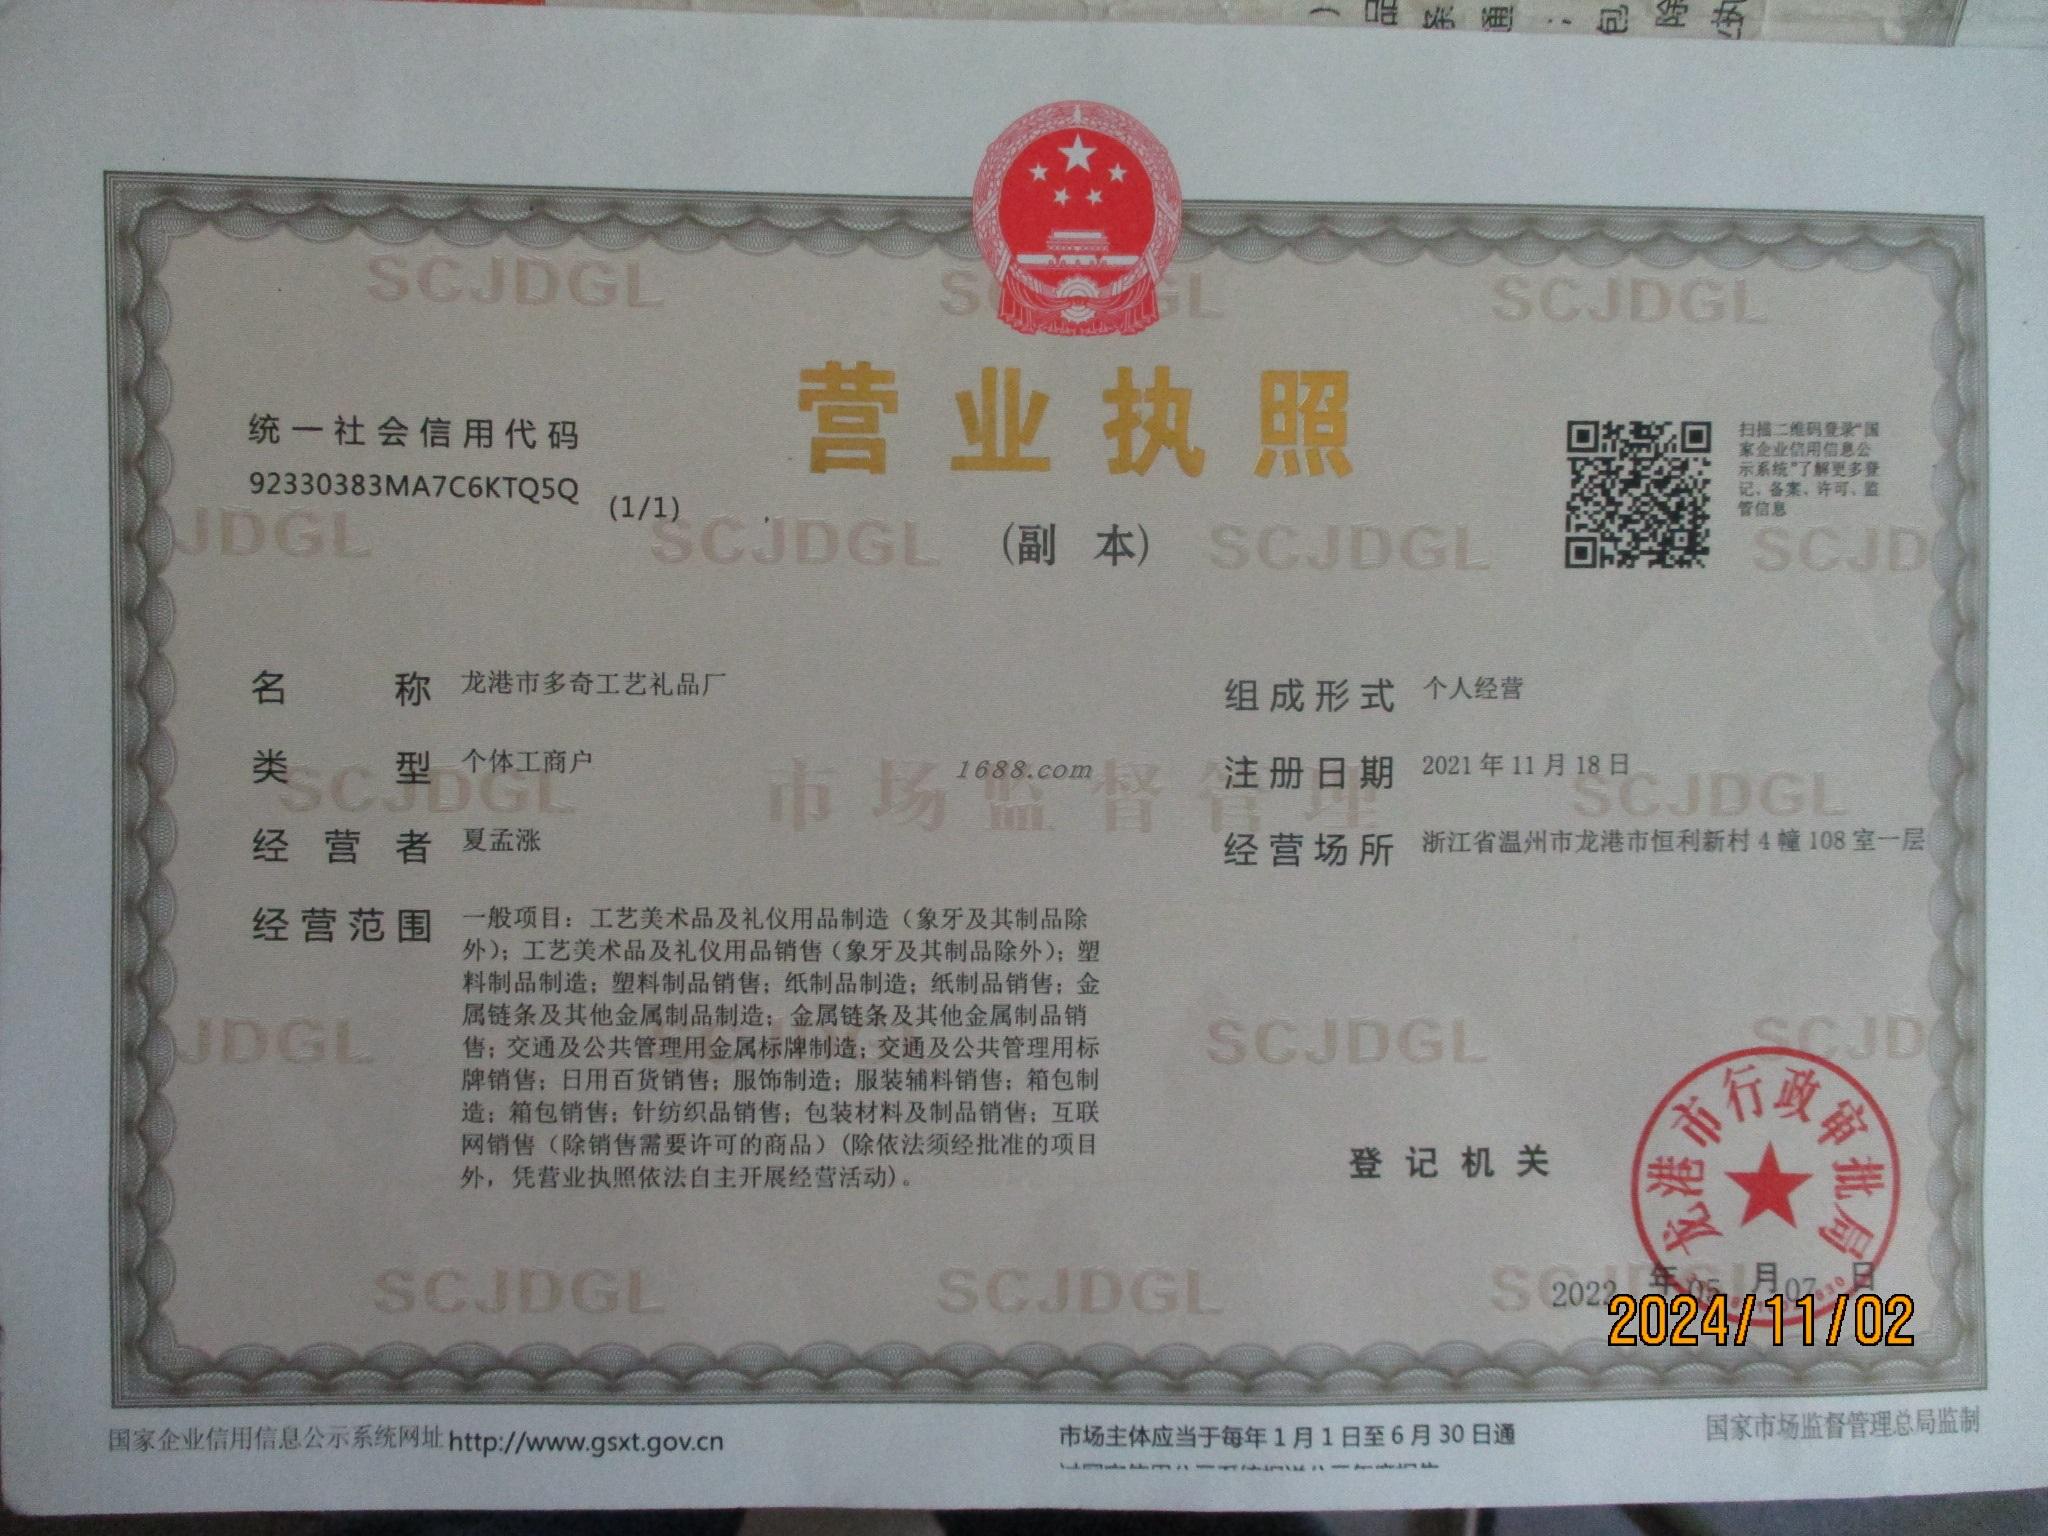 营业执照
(副 本)
统一社会信用代码
92330383MA7C6KTQ5Q
(1/1)
扫描二维码登录“国
家企业信用信息公
示系统”了解更多登
记、备案、许可、监
管信息
名 称 龙港市多奇工艺礼品厂
类 型 个体工商户
经营者 夏孟涨
经营范围 一般项目：工艺美术品及礼仪用品制造（象牙及其制品除
外）；工艺美术品及礼仪用品销售（象牙及其制品除外）；塑
料制品制造；塑料制品销售；纸制品制造；纸制品销售；金
属链条及其他金属制品制造；金属链条及其他金属制品销
售；交通及公共管理用金属标牌制造；交通及公共管理用标
牌销售；日用百货销售；服饰制造；服装辅料销售；箱包制
造；箱包销售；针纺织品销售；包装材料及制品销售；互联
网销售（除销售需要许可的商品）(除依法须经批准的项目
外，凭营业执照依法自主开展经营活动)。
组成形式 个人经营
注册日期 2021年11月18日
经营场所 浙江省温州市龙港市恒利新村4幢108室一层
1688.com
市场监督管理
SCJDGL
登记机关
龙港市行政审批局
2022年05月07日
2024/11/02
国家企业信用信息公示系统网址http://www.gsxt.gov.cn
市场主体应当于每年1月1日至6月30日通
国家市场监督管理总局监制